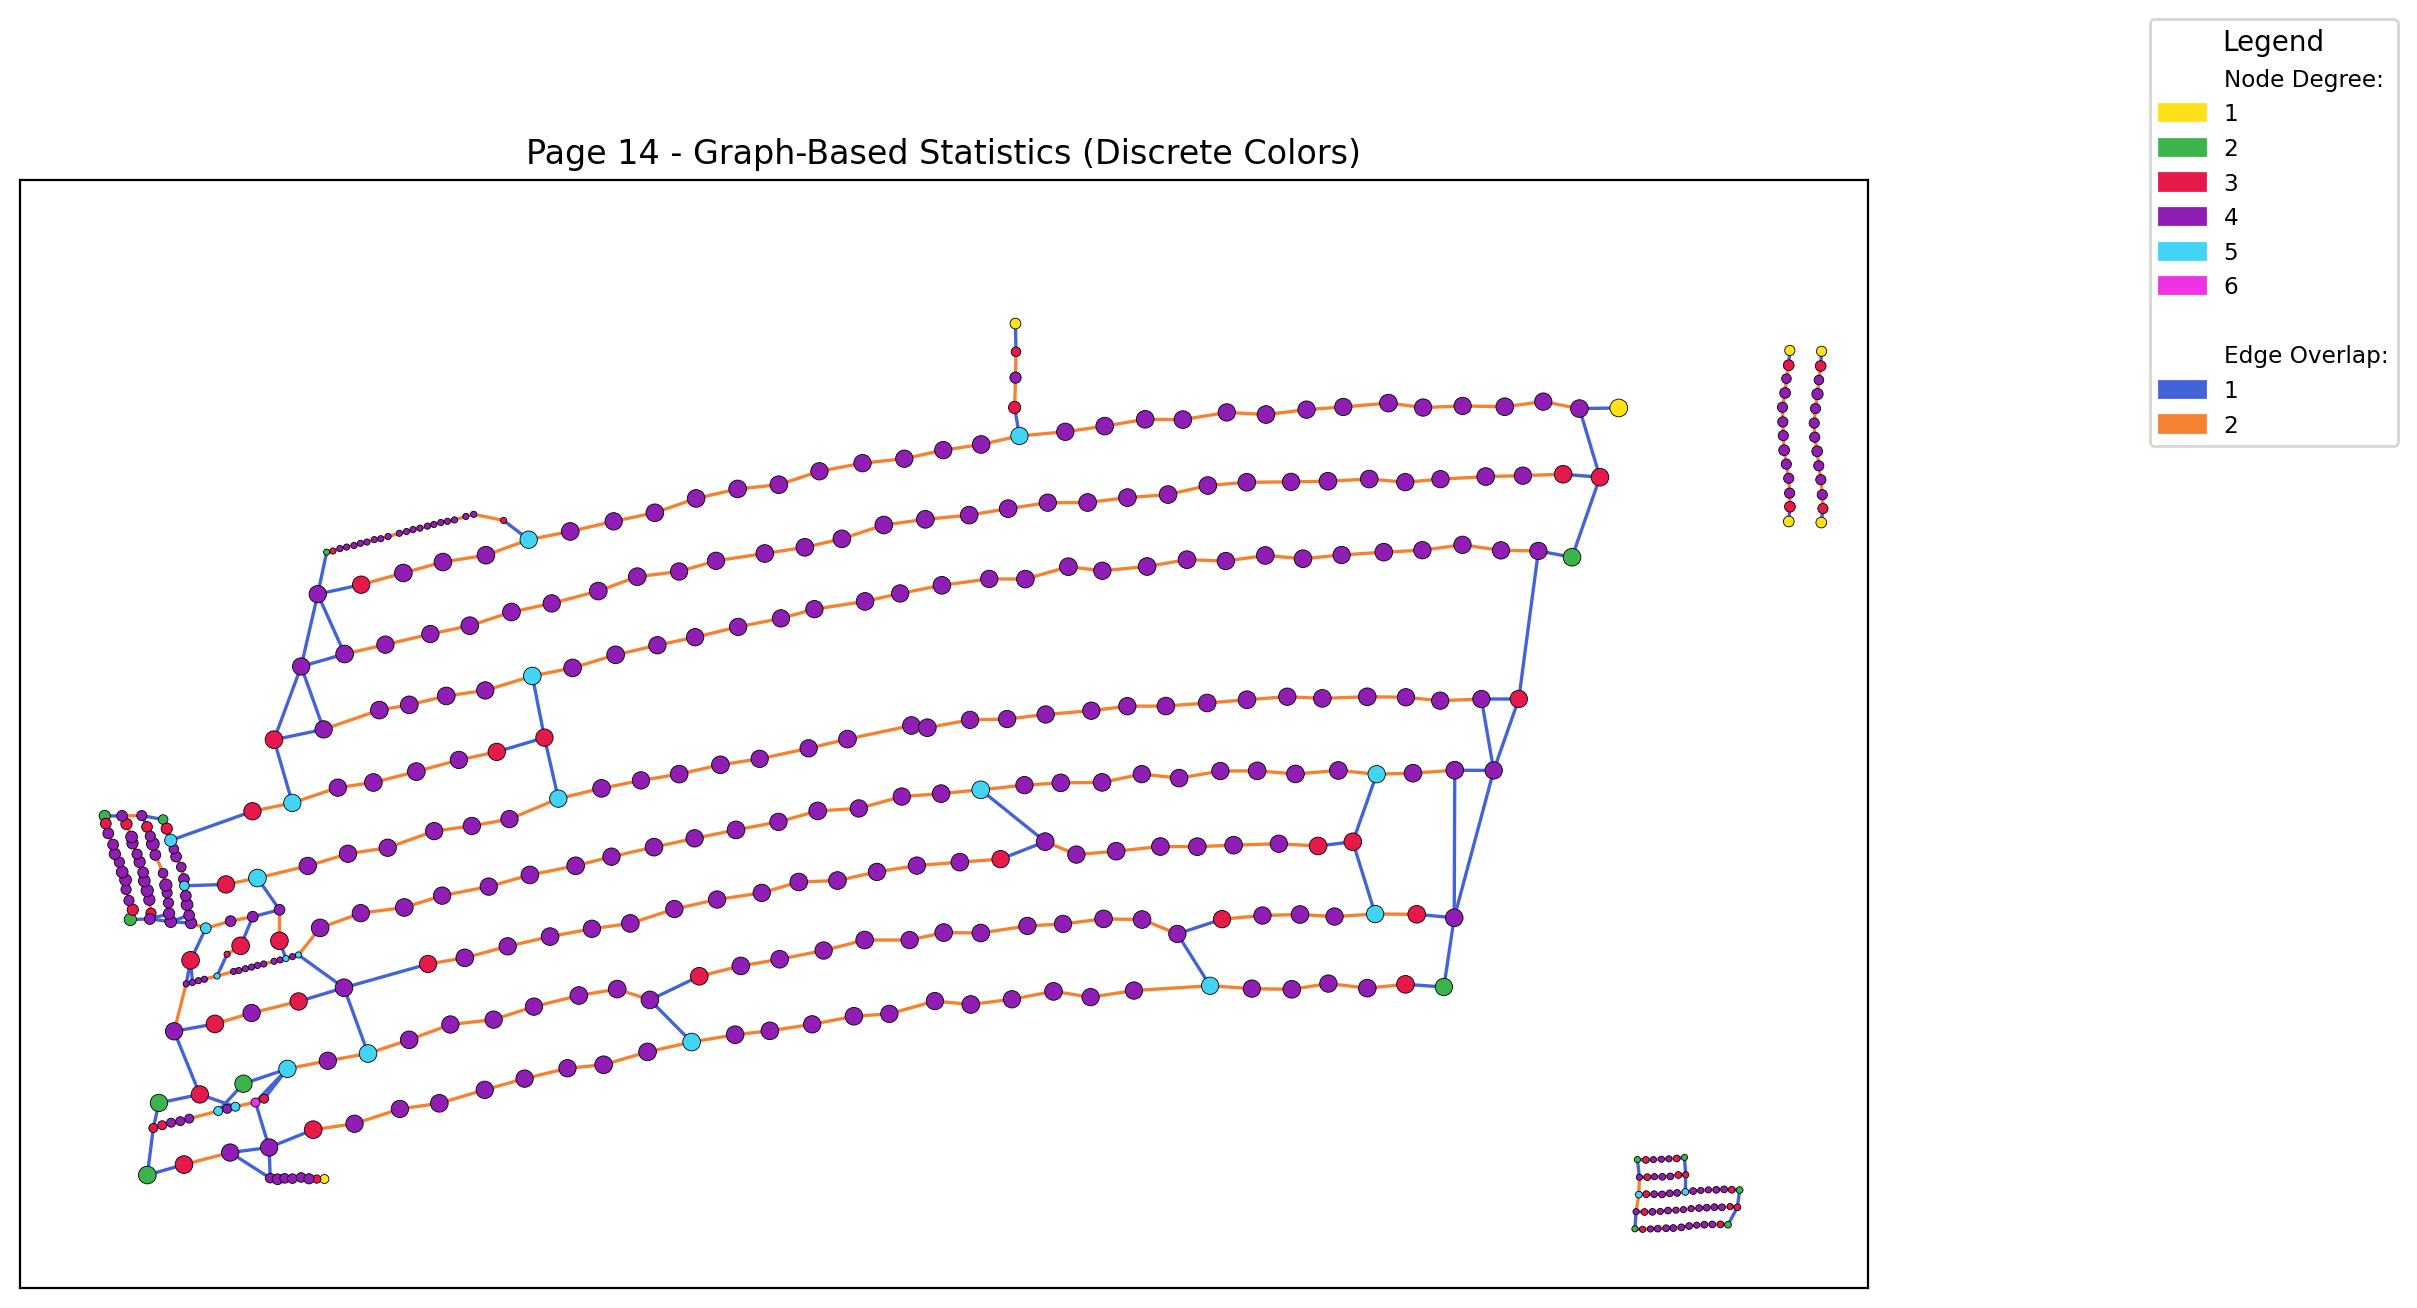 Page 14 - Graph-Based Statistics (Discrete Colors)
Legend
Node Degree:
1
2
3
4
5
6
Edge Overlap:
1
2